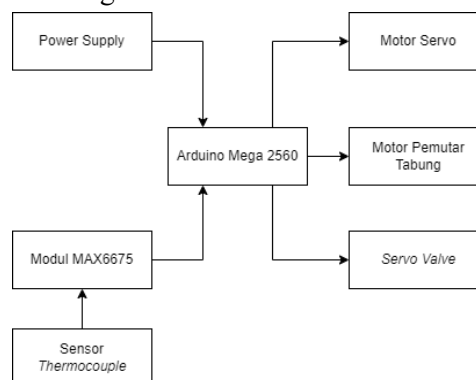 Power Supply
Motor Servo
Arduino Mega 2560
Motor Pemutar
Tabung
Modul MAX6675
Servo Valve
Sensor
Thermocouple